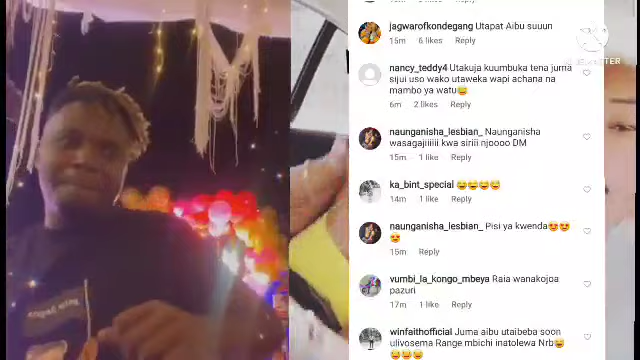 jagwarofkondegang Utapat Aibu suuun
15m 6 likes Reply
nancy_teddy4 Utakuja kuumbuka tena juma
sijui uso wako utaweka wapi achana na
mambo ya watu😅
6m 2 likes Reply
naunganisha_lesbian_ Naunganisha
wasagajiiiiii kwa siriii njoooo DM
15m 1 like Reply
ka_bint_special 😂😂😂😂
14m 1 like Reply
naunganisha_lesbian_ Pisi ya kwenda😍😍
😍
15m Reply
vumbi_la_kongo_mbeya Raia wanakojoa
pazuri
17m 1 like Reply
winfaithofficial Juma aibu utaibeba soon
ulivosema Range mbichi inatolewa Nrb😂
😂😂😂